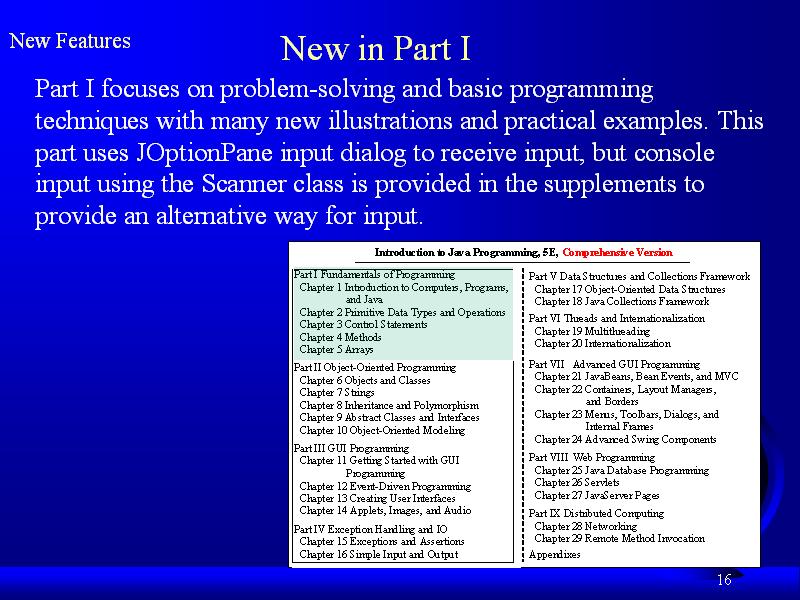 New Features
New in Part I
Part I focuses on problem-solving and basic programming
techniques with many new illustrations and practical examples. This
part uses JOptionPane input dialog to receive input, but console
input using the Scanner class is provided in the supplements to
provide an alternative way for input.
Introduction to Java Programming, 5E, Comprehensive Version
Part I Fundamentals of Programming
Chapter 1 Introduction to Computers, Programs,
and Java
Chapter 2 Primitive Data Types and Operations
Chapter 3 Control Statements
Chapter 4 Methods
Chapter 5 Arrays
Part II Object-Oriented Programming
Chapter 6 Objects and Classes
Chapter 7 Strings
Chapter 8 Inheritance and Polymorphism
Chapter 9 Abstract Classes and Interfaces
Chapter 10 Object-Oriented Modeling
Part III GUI Programming
Chapter 11 Getting Started with GUI
Programming
Chapter 12 Event-Driven Programming
Chapter 13 Creating User Interfaces
Chapter 14 Applets, Images, and Audio
Part IV Exception Handling and IO
Chapter 15 Exceptions and Assertions
Chapter 16 Simple Input and Output
Part V Data Structures and Collections Framework
Chapter 17 Object-Oriented Data Structures
Chapter 18 Java Collections Framework
Part VI Threads and Internationalization
Chapter 19 Multithreading
Chapter 20 Internationalization
Part VII Advanced GUI Programming
Chapter 21 JavaBeans, Bean Events, and MVC
Chapter 22 Containers, Layout Managers,
and Borders
Chapter 23 Menus, Toolbars, Dialogs, and
Internal Frames
Chapter 24 Advanced Swing Components
Part VIII Web Programming
Chapter 25 Java Database Programming
Chapter 26 Servlets
Chapter 27 JavaServer Pages
Part IX Distributed Computing
Chapter 28 Networking
Chapter 29 Remote Method Invocation
Appendixes
16